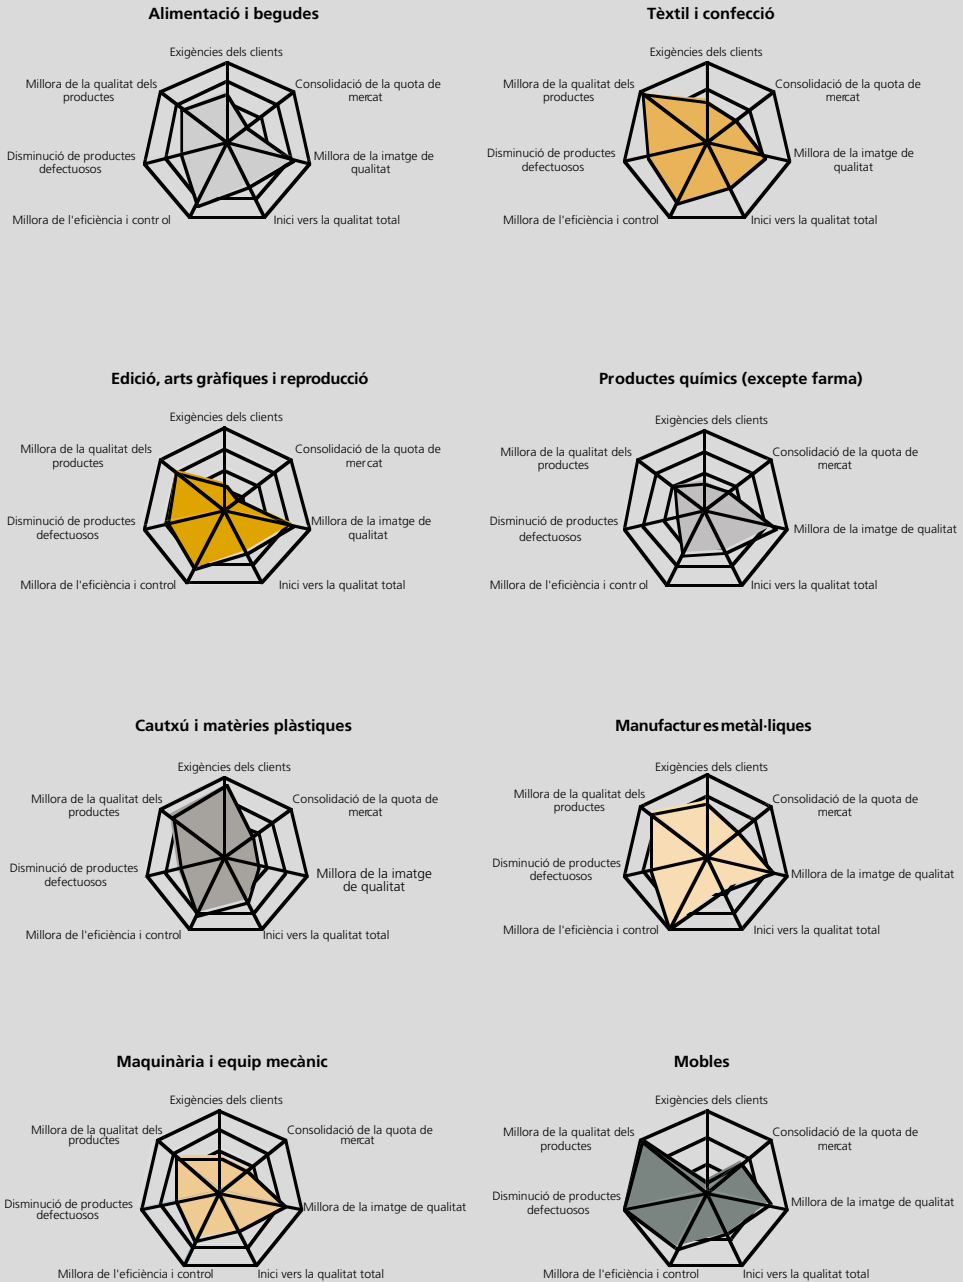 Alimentació i begudes
Exigències dels clients
Millora de la qualitat dels
productes
Consolidació de la quota de
mercat
Disminució de productes
defectuosos
Millora de la imatge de
qualitat
Millora de l'eficiència i contr ol
Inici vers la qualitat total
Tèxtil i confecció
Exigències dels clients
Millora de la qualitat dels
productes
Consolidació de la quota de
mercat
Disminució de productes
defectuosos
Millora de la imatge de
qualitat
Millora de l'eficiència i control
Inici vers la qualitat total
Edició, arts gràfiques i reproducció
Exigències dels clients
Millora de la qualitat dels
productes
Consolidació de la quota de
mercat
Disminució de productes
defectuosos
Millora de la imatge de
qualitat
Millora de l'eficiència i control
Inici vers la qualitat total
Productes químics (excepte farma)
Exigències dels clients
Millora de la qualitat dels
productes
Consolidació de la quota de
mercat
Disminució de productes
defectuosos
Millora de la imatge de qualitat
Millora de l'eficiència i contr ol
Inici vers la qualitat total
Cautxú i matèries plàstiques
Exigències dels clients
Millora de la qualitat dels
productes
Consolidació de la quota de
mercat
Disminució de productes
defectuosos
Millora de la imatge
de qualitat
Millora de l'eficiència i control
Inici vers la qualitat total
Manufactures metàl·liques
Exigències dels clients
Millora de la qualitat dels
productes
Consolidació de la quota de
mercat
Disminució de productes
defectuosos
Millora de la imatge de qualitat
Millora de l'eficiència i control
Inici vers la qualitat total
Maquinària i equip mecànic
Exigències dels clients
Millora de la qualitat dels
productes
Consolidació de la quota de
mercat
Disminució de productes
defectuosos
Millora de la imatge de qualitat
Millora de l'eficiència i control
Inici vers la qualitat total
Mobles
Exigències dels clients
Millora de la qualitat dels
productes
Consolidació de la quota de
mercat
Disminució de productes
defectuosos
Millora de la imatge de qualitat
Millora de l'eficiència i control
Inici vers la qualitat total